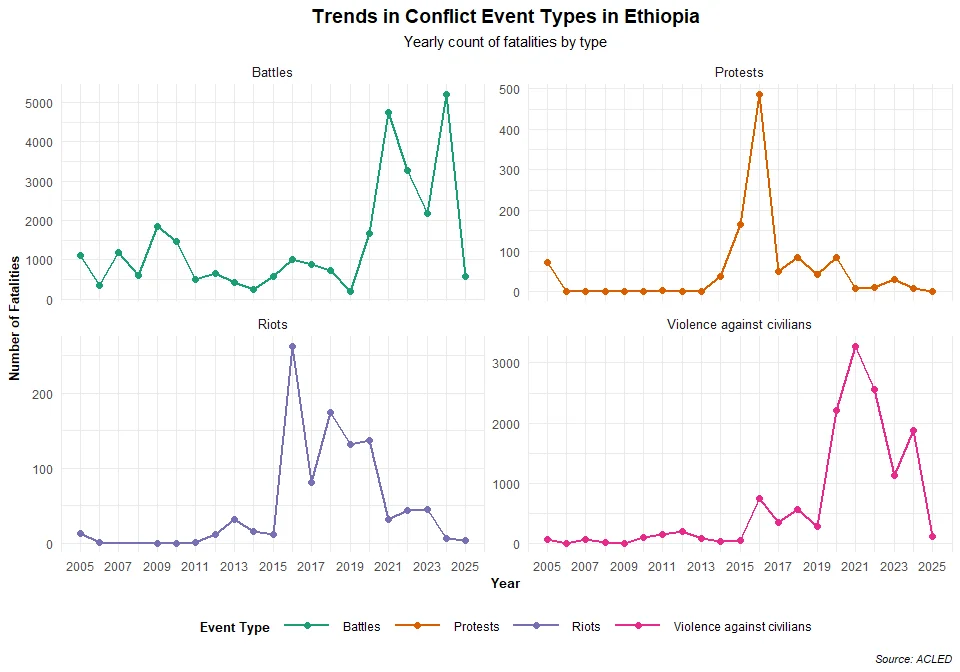 Trends in Conflict Event Types in Ethiopia
Yearly count of fatalities by type
Battles
Protests
5000
4000
3000
2000
1000
0
500
400
300
200
100
0
Number of Fatalities
Riots
Violence against civilians
200
100
0
3000
2000
1000
0
2005 2007 2009 2011 2013 2015 2017 2019 2021 2023 2025
2005 2007 2009 2011 2013 2015 2017 2019 2021 2023 2025
Year
Event Type Battles Protests Riots Violence against civilians
Source: ACLED